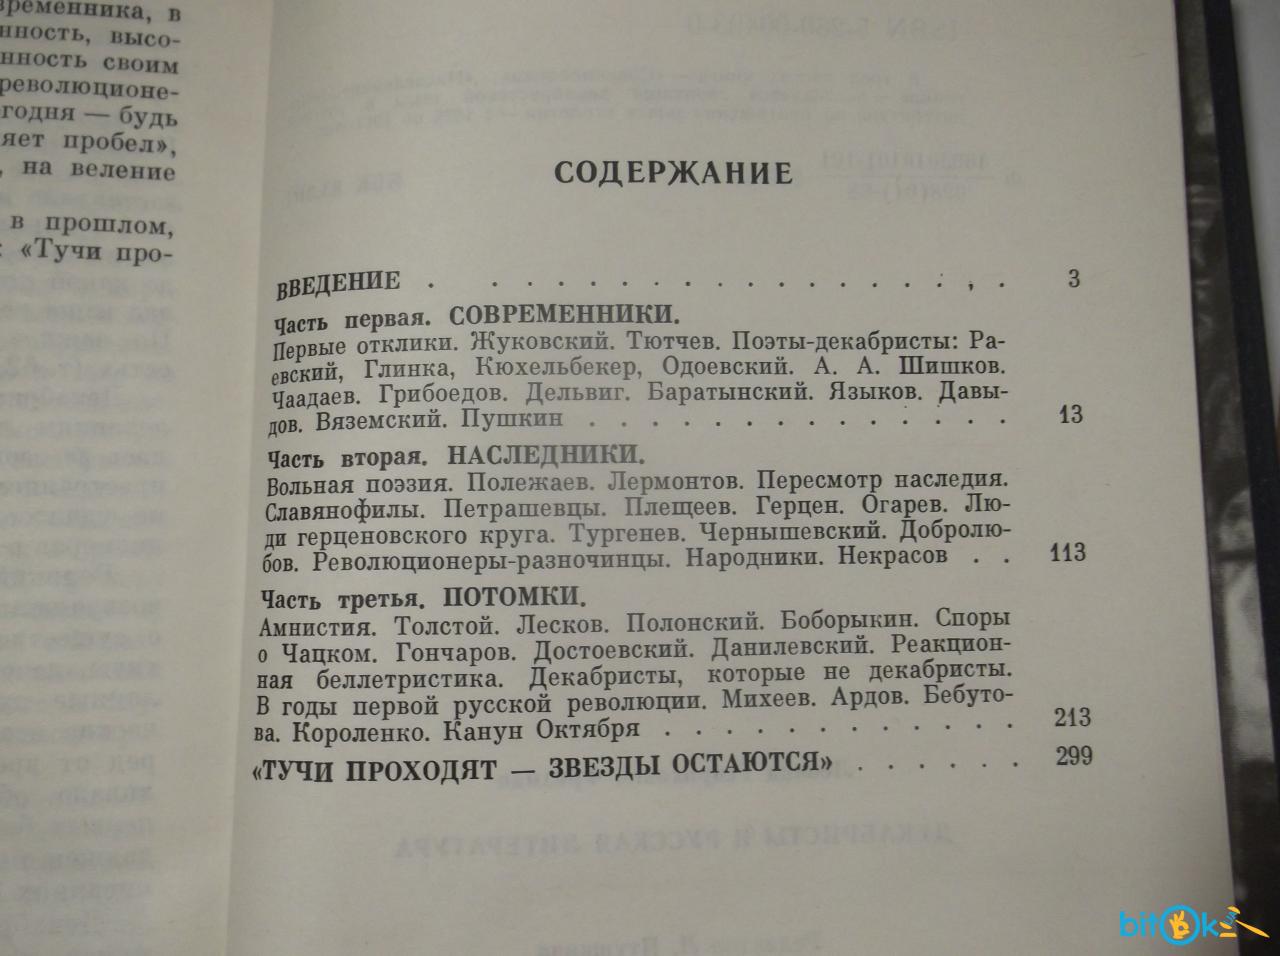 временника, в
нность, высо-
нность своим
революционе-
годня — будь
яет пробел»,
, на веление
в прошлом,
: «Тучи про-
СОДЕРЖАНИЕ
ВВЕДЕНИЕ . . . . . . . . . . . . . . . . . . 3
Часть первая. СОВРЕМЕННИКИ.
Первые отклики. Жуковский. Тютчев. Поэты-декабристы: Ра-
евский, Глинка, Кюхельбекер, Одоевский. А. А. Шишков.
Чаадаев. Грибоедов. Дельвиг. Баратынский. Языков. Давы-
дов. Вяземский. Пушкин . . . . . . . . . . . . . . 13
Часть вторая. НАСЛЕДНИКИ.
Вольная поэзия. Полежаев. Лермонтов. Пересмотр наследия.
Славянофилы. Петрашевцы. Плещеев. Герцен. Огарев. Лю-
ди герценовского круга. Тургенев. Чернышевский. Добролю-
бов. Революционеры-разночинцы. Народники. Некрасов . . 113
Часть третья. ПОТОМКИ.
Амнистия. Толстой. Лесков. Полонский. Боборыкин. Споры
о Чацком. Гончаров. Достоевский. Данилевский. Реакцион-
ная беллетристика. Декабристы, которые не декабристы.
В годы первой русской революции. Михеев. Ардов. Бебуто-
ва. Короленко. Канун Октября . . . . . . . . . . . . 213
«ТУЧИ ПРОХОДЯТ — ЗВЕЗДЫ ОСТАЮТСЯ» . . . . . . 299
ДЕКАБРИСТЫ И РУССКАЯ ЛИТЕРАТУРА
bitok